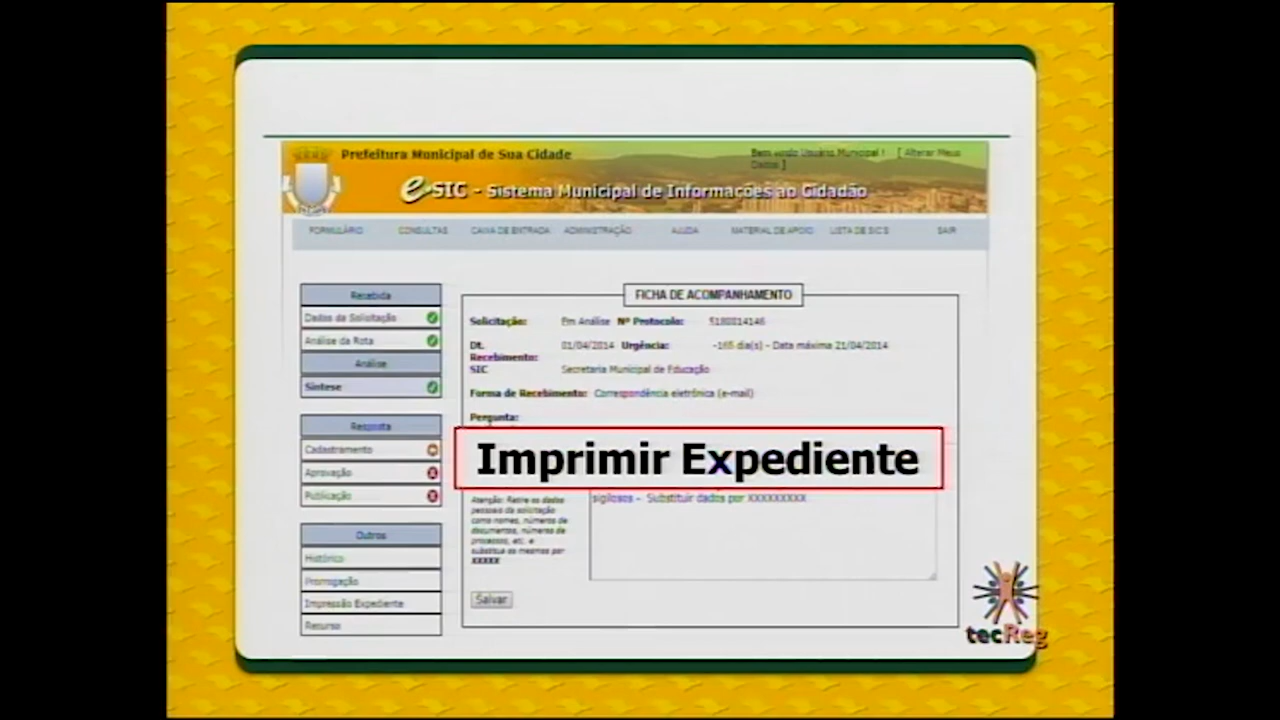 Prefeitura Municipal de Sua Cidade
Bem vindo Usuário Municipal ! [ Alterar Meus Dados ]
e-SIC - Sistema Municipal de Informações ao Cidadão
FORMULÁRIO CONSULTAS CAIXA DE ENTRADA ADMINISTRAÇÃO AJUDA MATERIAL DE APOIO LISTA DE SIC'S SAIR
Recebida
Dados da Solicitação
Análise da Rota
Análise
Síntese
Resposta
Cadastramento
Aprovação
Publicação
Outros
Histórico
Prorrogação
Impressão Expediente
Recurso
FICHA DE ACOMPANHAMENTO
Solicitação: Em Análise Nº Protocolo: 5180814146
Dt. Recebimento: 01/04/2014 Urgência: -165 dia(s) - Data máxima 21/04/2014
SIC Secretaria Municipal de Educação
Forma de Recebimento: Correspondência eletrônica (e-mail)
Pergunta:
Imprimir Expediente
sigilosos - Substituir dados por XXXXXXXXX
Atenção: Retire os dados
pessoais da solicitação
como nomes, números de
documentos, números de
processos, etc. e
substitua os mesmos por
XXXXX
Salvar
tecReg